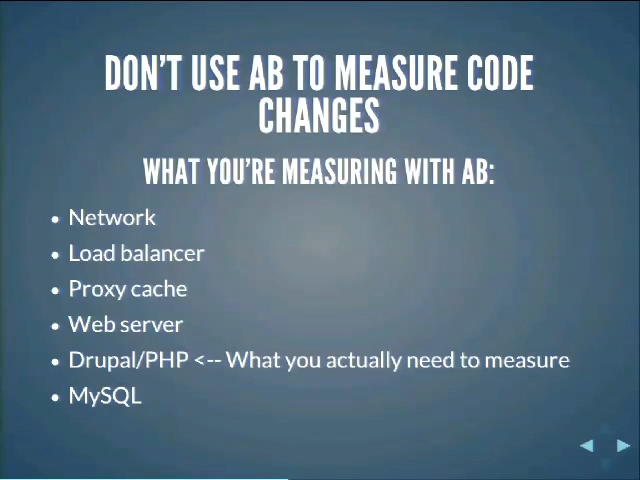 DON'T USE AB TO MEASURE CODE
CHANGES
WHAT YOU'RE MEASURING WITH AB:
• Network
• Load balancer
• Proxy cache
• Web server
• Drupal/PHP <-- What you actually need to measure
• MySQL